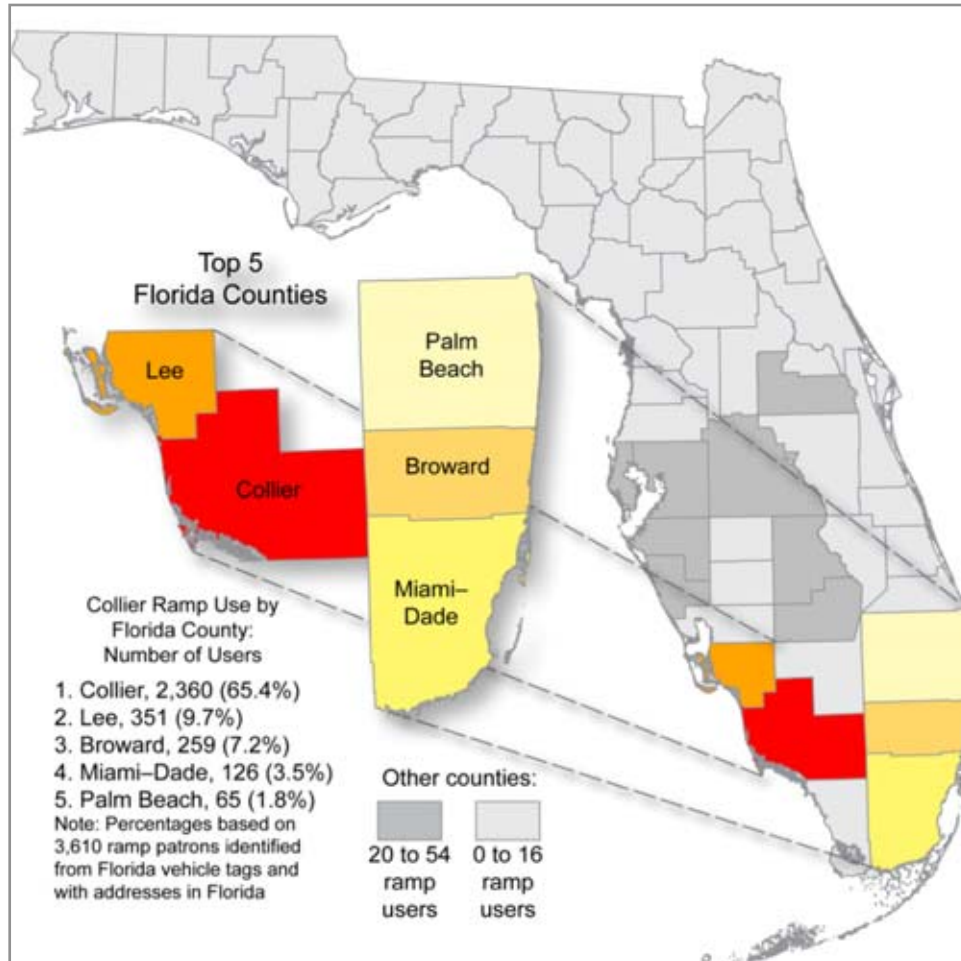 Top 5
Florida Counties
Palm
Beach
Lee
Broward
Collier
Miami–
Dade
Collier Ramp Use by
Florida County:
Number of Users
1. Collier, 2,360 (65.4%)
2. Lee, 351 (9.7%)
3. Broward, 259 (7.2%)
4. Miami–Dade, 126 (3.5%)
5. Palm Beach, 65 (1.8%)
Note: Percentages based on
3,610 ramp patrons identified
from Florida vehicle tags and
with addresses in Florida
Other counties:
20 to 54
ramp
users
0 to 16
ramp
users